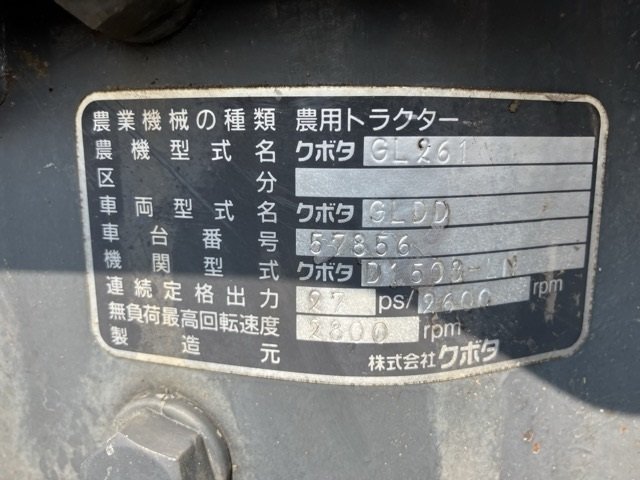 農業機械の種類 農用トラクター
農機型式名 クボタ GL261
区分
車両型式名 クボタ GLDD
車台番号 57856
機関型式 クボタ D1503-LN
連続定格出力 27 ps/2600 rpm
無負荷最高回転速度 2800 rpm
製造元 株式会社クボタ